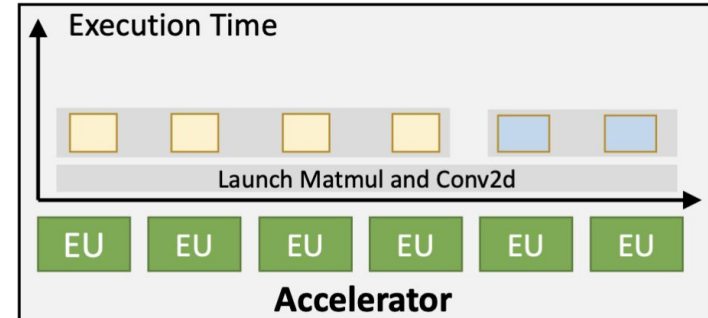 Execution Time
Launch Matmul and Conv2d
EU EU EU EU EU EU
Accelerator